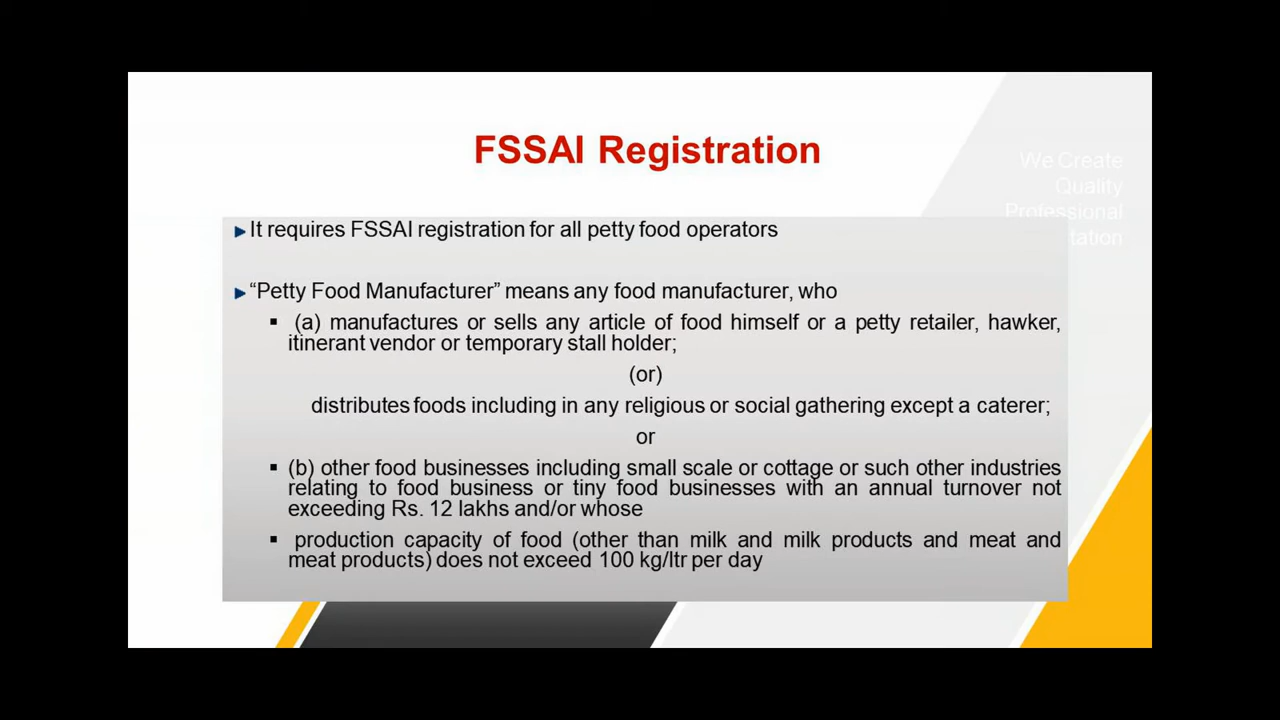 FSSAI Registration
We Create
Quality
Professional
tation
It requires FSSAI registration for all petty food operators
“Petty Food Manufacturer” means any food manufacturer, who
(a) manufactures or sells any article of food himself or a petty retailer, hawker,
itinerant vendor or temporary stall holder;
(or)
distributes foods including in any religious or social gathering except a caterer;
or
(b) other food businesses including small scale or cottage or such other industries
relating to food business or tiny food businesses with an annual turnover not
exceeding Rs. 12 lakhs and/or whose
production capacity of food (other than milk and milk products and meat and
meat products) does not exceed 100 kg/ltr per day